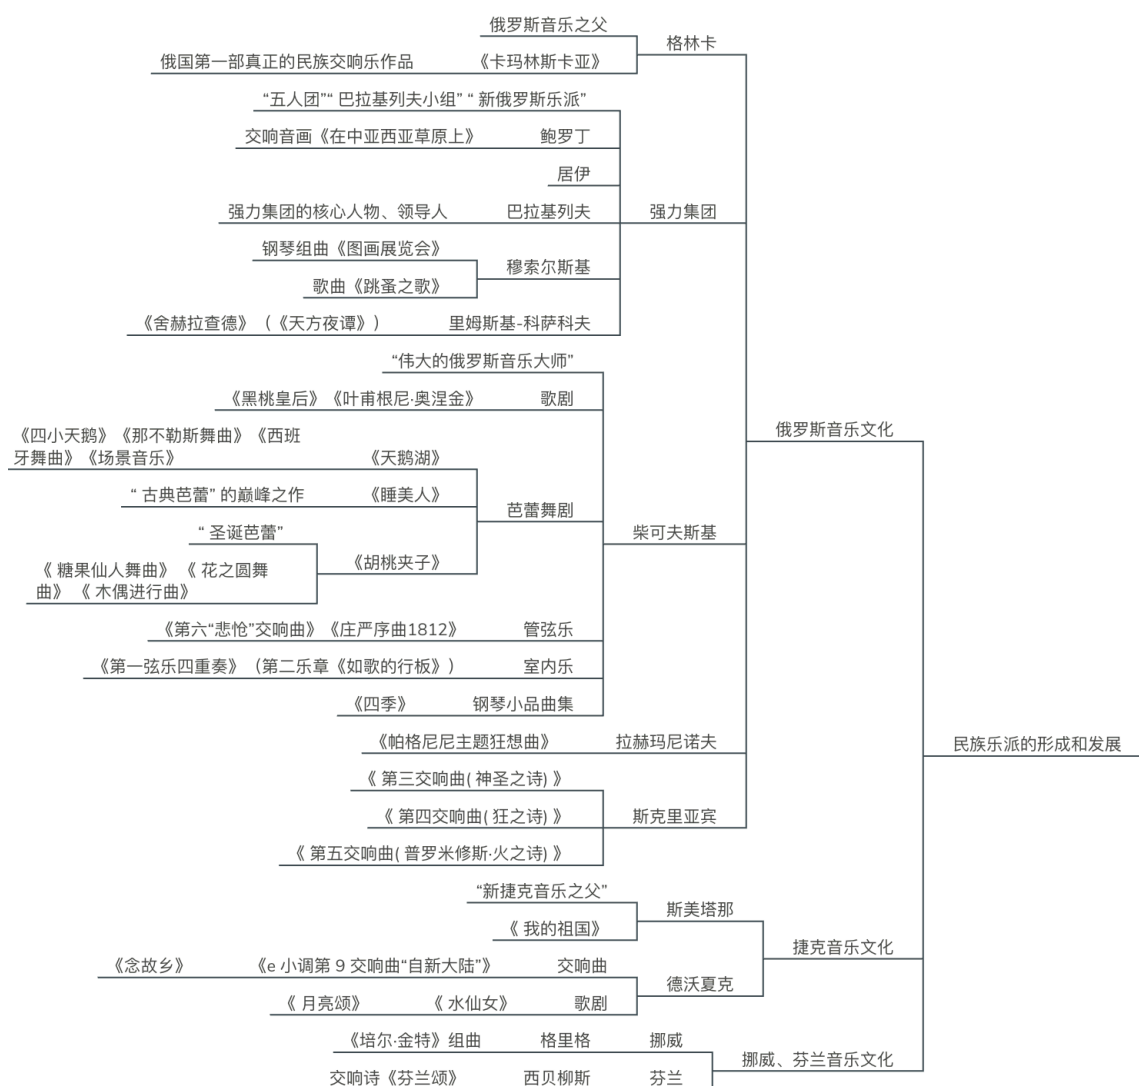 俄罗斯音乐之父
格林卡
俄国第一部真正的民族交响乐作品 《卡玛林斯卡亚》
“五人团”“ 巴拉基列夫小组” “ 新俄罗斯乐派”
交响音画《在中亚西亚草原上》 鲍罗丁
居伊
强力集团的核心人物、领导人 巴拉基列夫 强力集团
钢琴组曲《图画展览会》
穆索尔斯基
歌曲《跳蚤之歌》
《舍赫拉查德》（《天方夜谭》） 里姆斯基-科萨科夫
“伟大的俄罗斯音乐大师”
《黑桃皇后》《叶甫根尼·奥涅金》 歌剧
俄罗斯音乐文化
《四小天鹅》《那不勒斯舞曲》《西班
牙舞曲》《场景音乐》 《天鹅湖》
“ 古典芭蕾” 的巅峰之作 《睡美人》
芭蕾舞剧
“ 圣诞芭蕾”
柴可夫斯基
《胡桃夹子》
《 糖果仙人舞曲》 《 花之圆舞
曲》 《 木偶进行曲》
《第六“悲怆”交响曲》《庄严序曲1812》 管弦乐
《第一弦乐四重奏》（第二乐章《如歌的行板》） 室内乐
《四季》 钢琴小品曲集
《帕格尼尼主题狂想曲》 拉赫玛尼诺夫
民族乐派的形成和发展
《 第三交响曲( 神圣之诗) 》
《 第四交响曲( 狂之诗) 》 斯克里亚宾
《 第五交响曲( 普罗米修斯·火之诗) 》
“新捷克音乐之父”
斯美塔那
《 我的祖国》
捷克音乐文化
《念故乡》 《e 小调第 9 交响曲“自新大陆”》 交响曲
德沃夏克
《 月亮颂》 《 水仙女》 歌剧
《培尔·金特》组曲 格里格 挪威
挪威、芬兰音乐文化
交响诗《芬兰颂》 西贝柳斯 芬兰